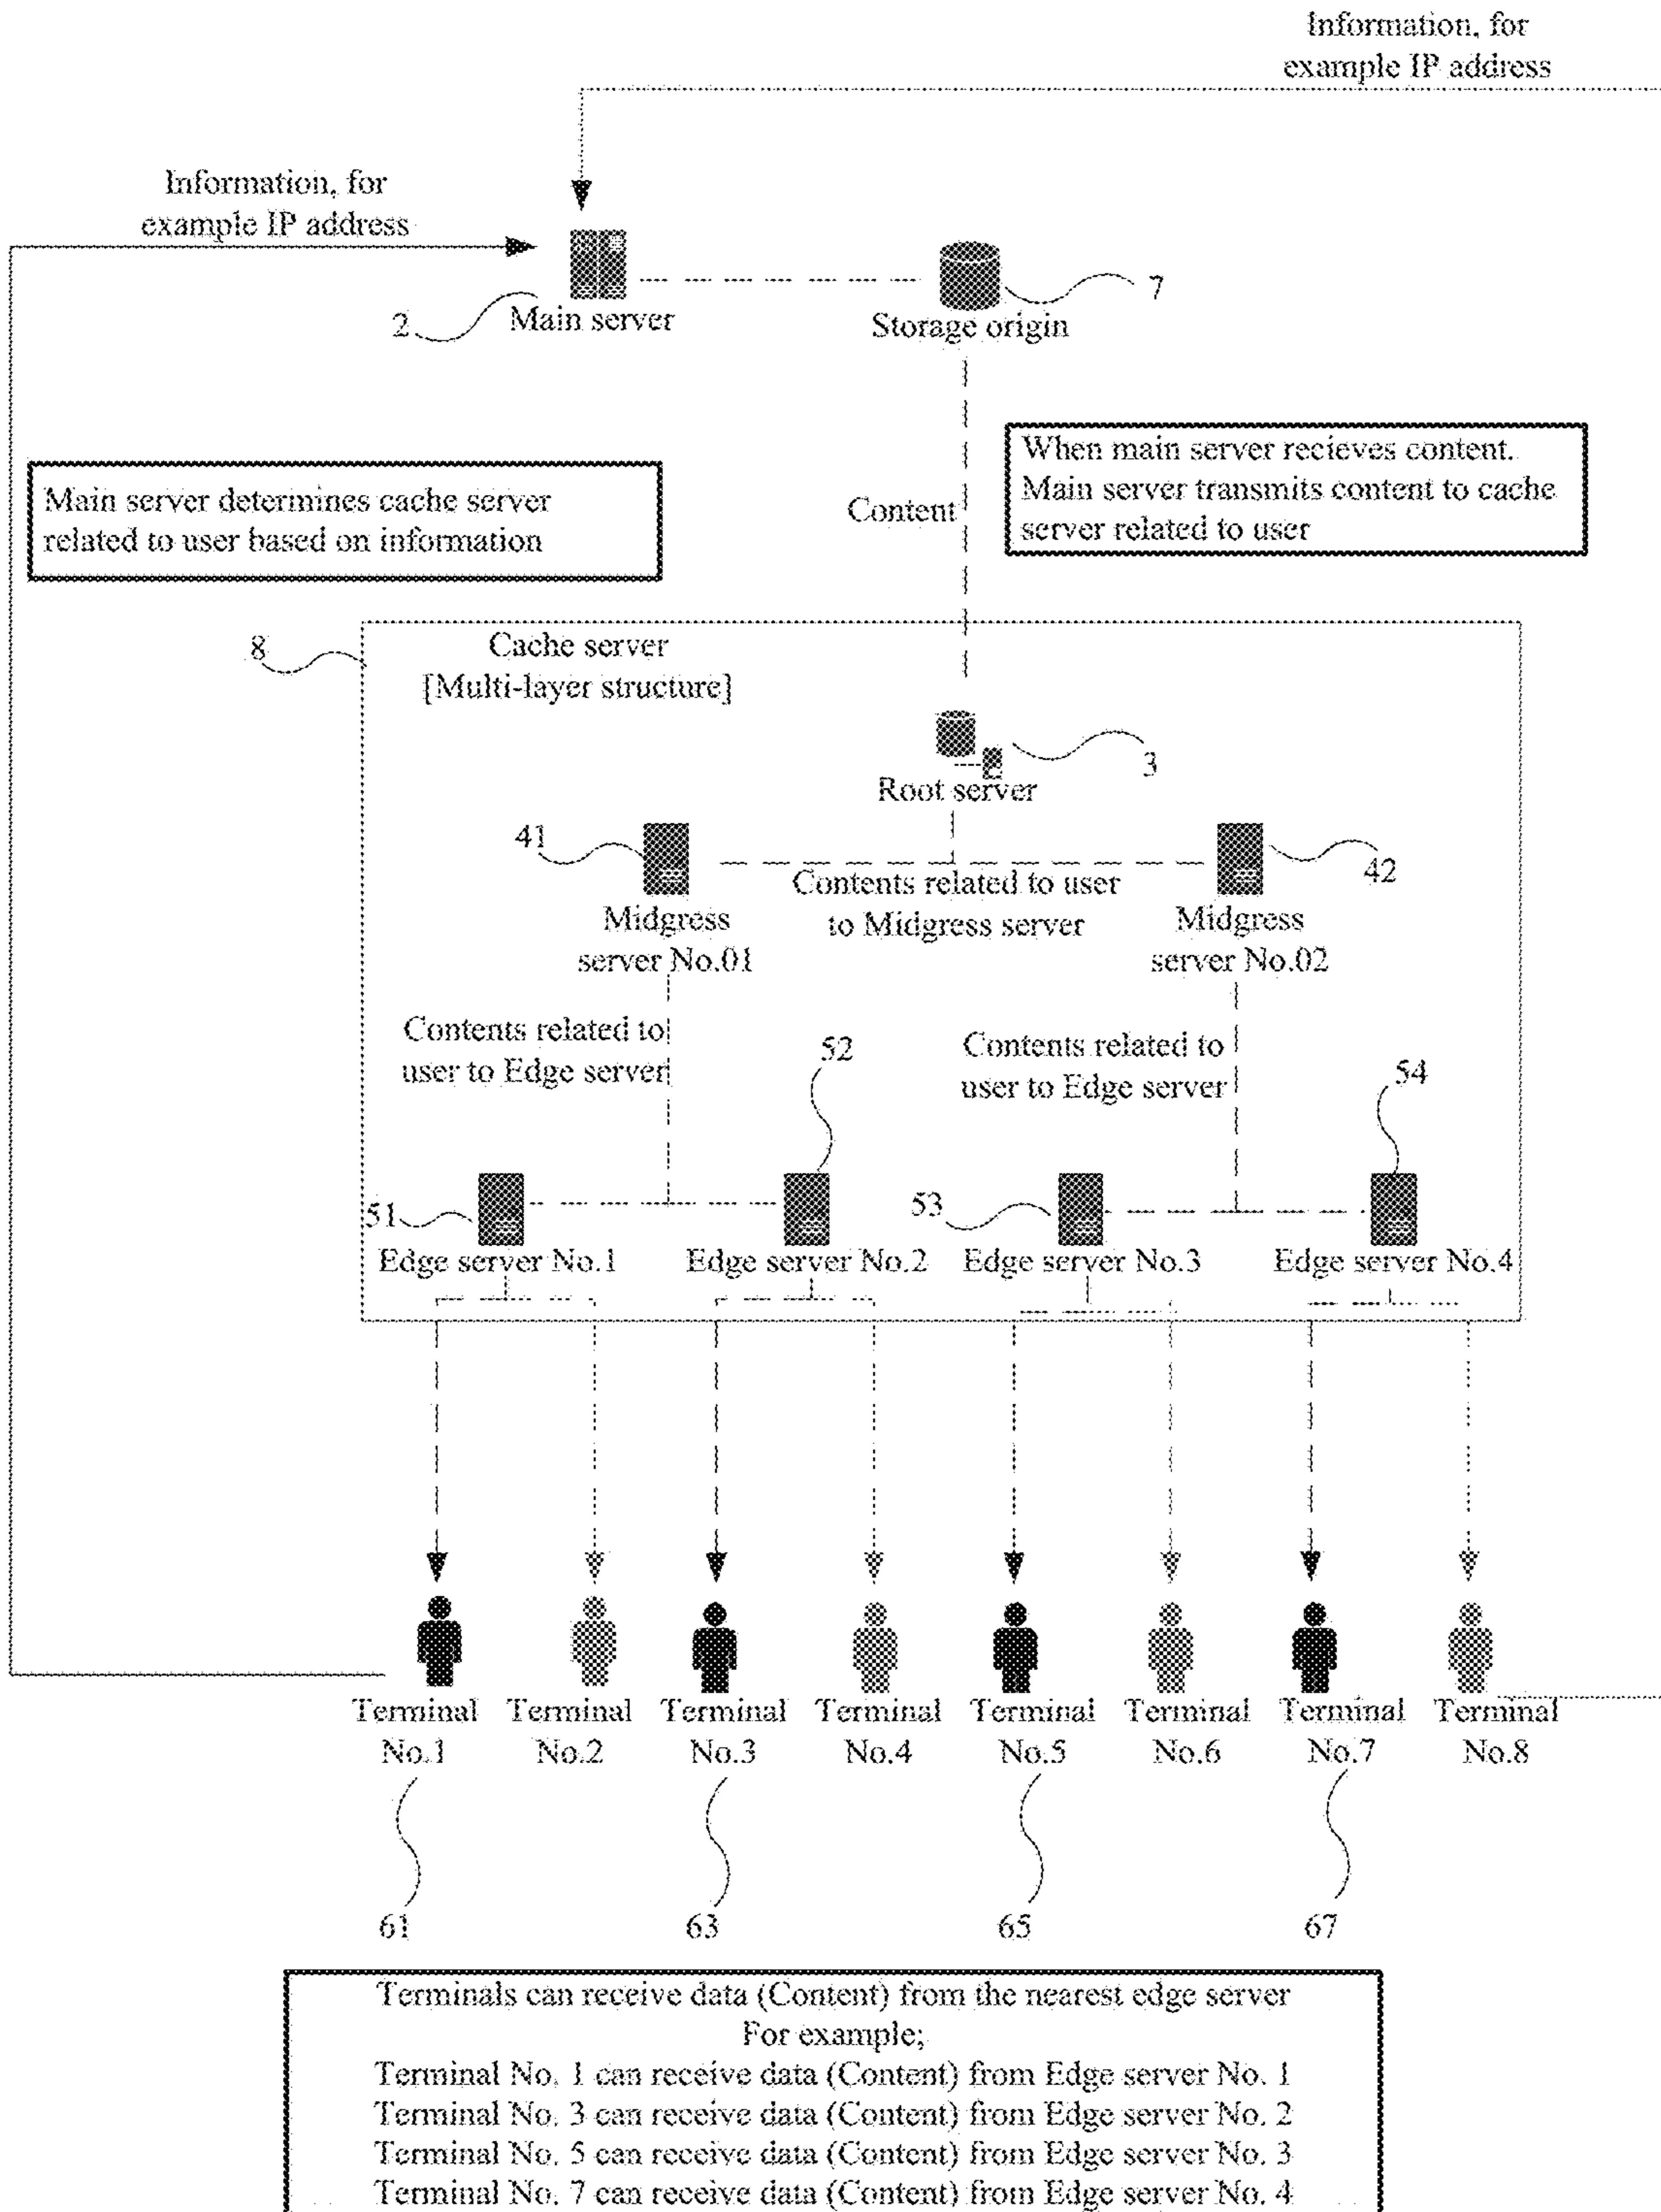 Information, for
example IP address
Information, for
example IP address
2
Main server
7
Storage origin
Main server determines cache server
related to user based on information
Content
When main server recieves content.
Main server transmits content to cache
server related to user
8
Cache server
[Multi-layer structure]
3
Root server
41
42
Contents related to user
to Midgress server
Midgress
server No.01
Midgress
server No.02
Contents related to
user to Edge server
52
Contents related to
user to Edge server
54
51
53
Edge server No.1
Edge server No.2
Edge server No.3
Edge server No.4
Terminal
No.1
Terminal
No.2
Terminal
No.3
Terminal
No.4
Terminal
No.5
Terminal
No.6
Terminal
No.7
Terminal
No.8
61
63
65
67
Terminals can receive data (Content) from the nearest edge server
For example;
Terminal No. 1 can receive data (Content) from Edge server No. 1
Terminal No. 3 can receive data (Content) from Edge server No. 2
Terminal No. 5 can receive data (Content) from Edge server No. 3
Terminal No. 7 can receive data (Content) from Edge server No. 4